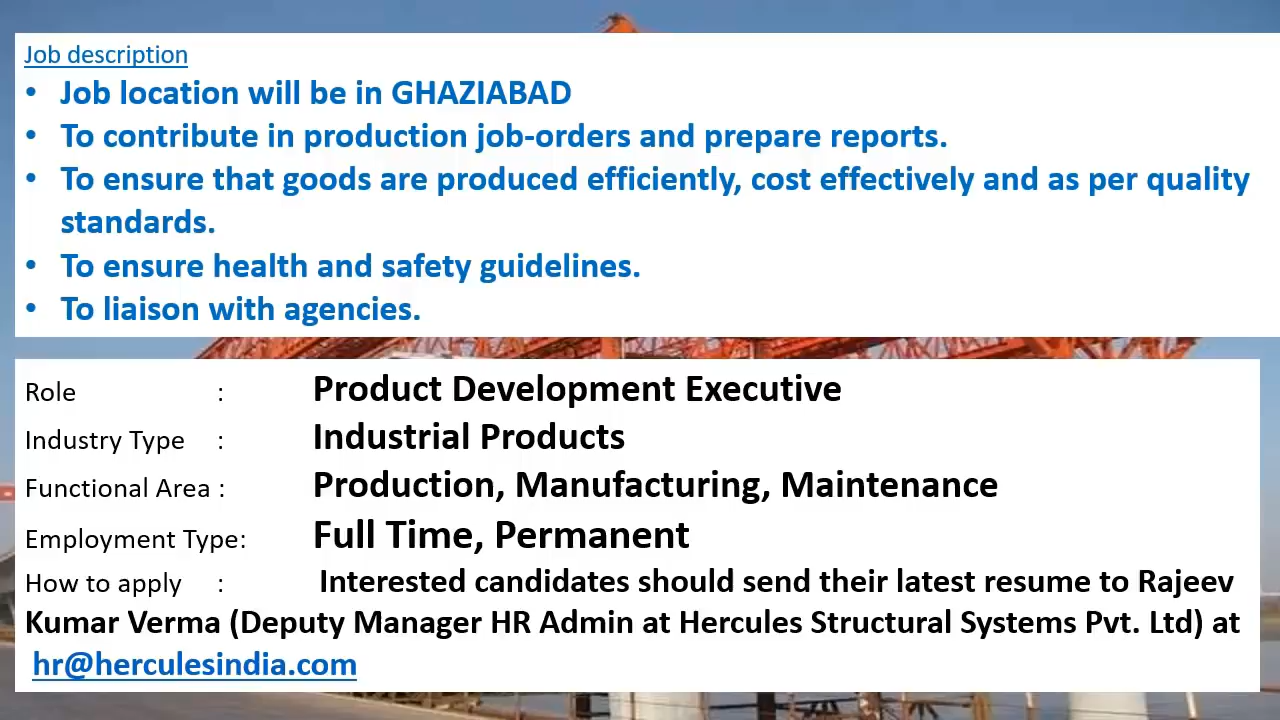 Job description
• Job location will be in GHAZIABAD
• To contribute in production job-orders and prepare reports.
• To ensure that goods are produced efficiently, cost effectively and as per quality
standards.
• To ensure health and safety guidelines.
• To liaison with agencies.
Role : Product Development Executive
Industry Type : Industrial Products
Functional Area : Production, Manufacturing, Maintenance
Employment Type: Full Time, Permanent
How to apply : Interested candidates should send their latest resume to Rajeev
Kumar Verma (Deputy Manager HR Admin at Hercules Structural Systems Pvt. Ltd) at
hr@herculesindia.com